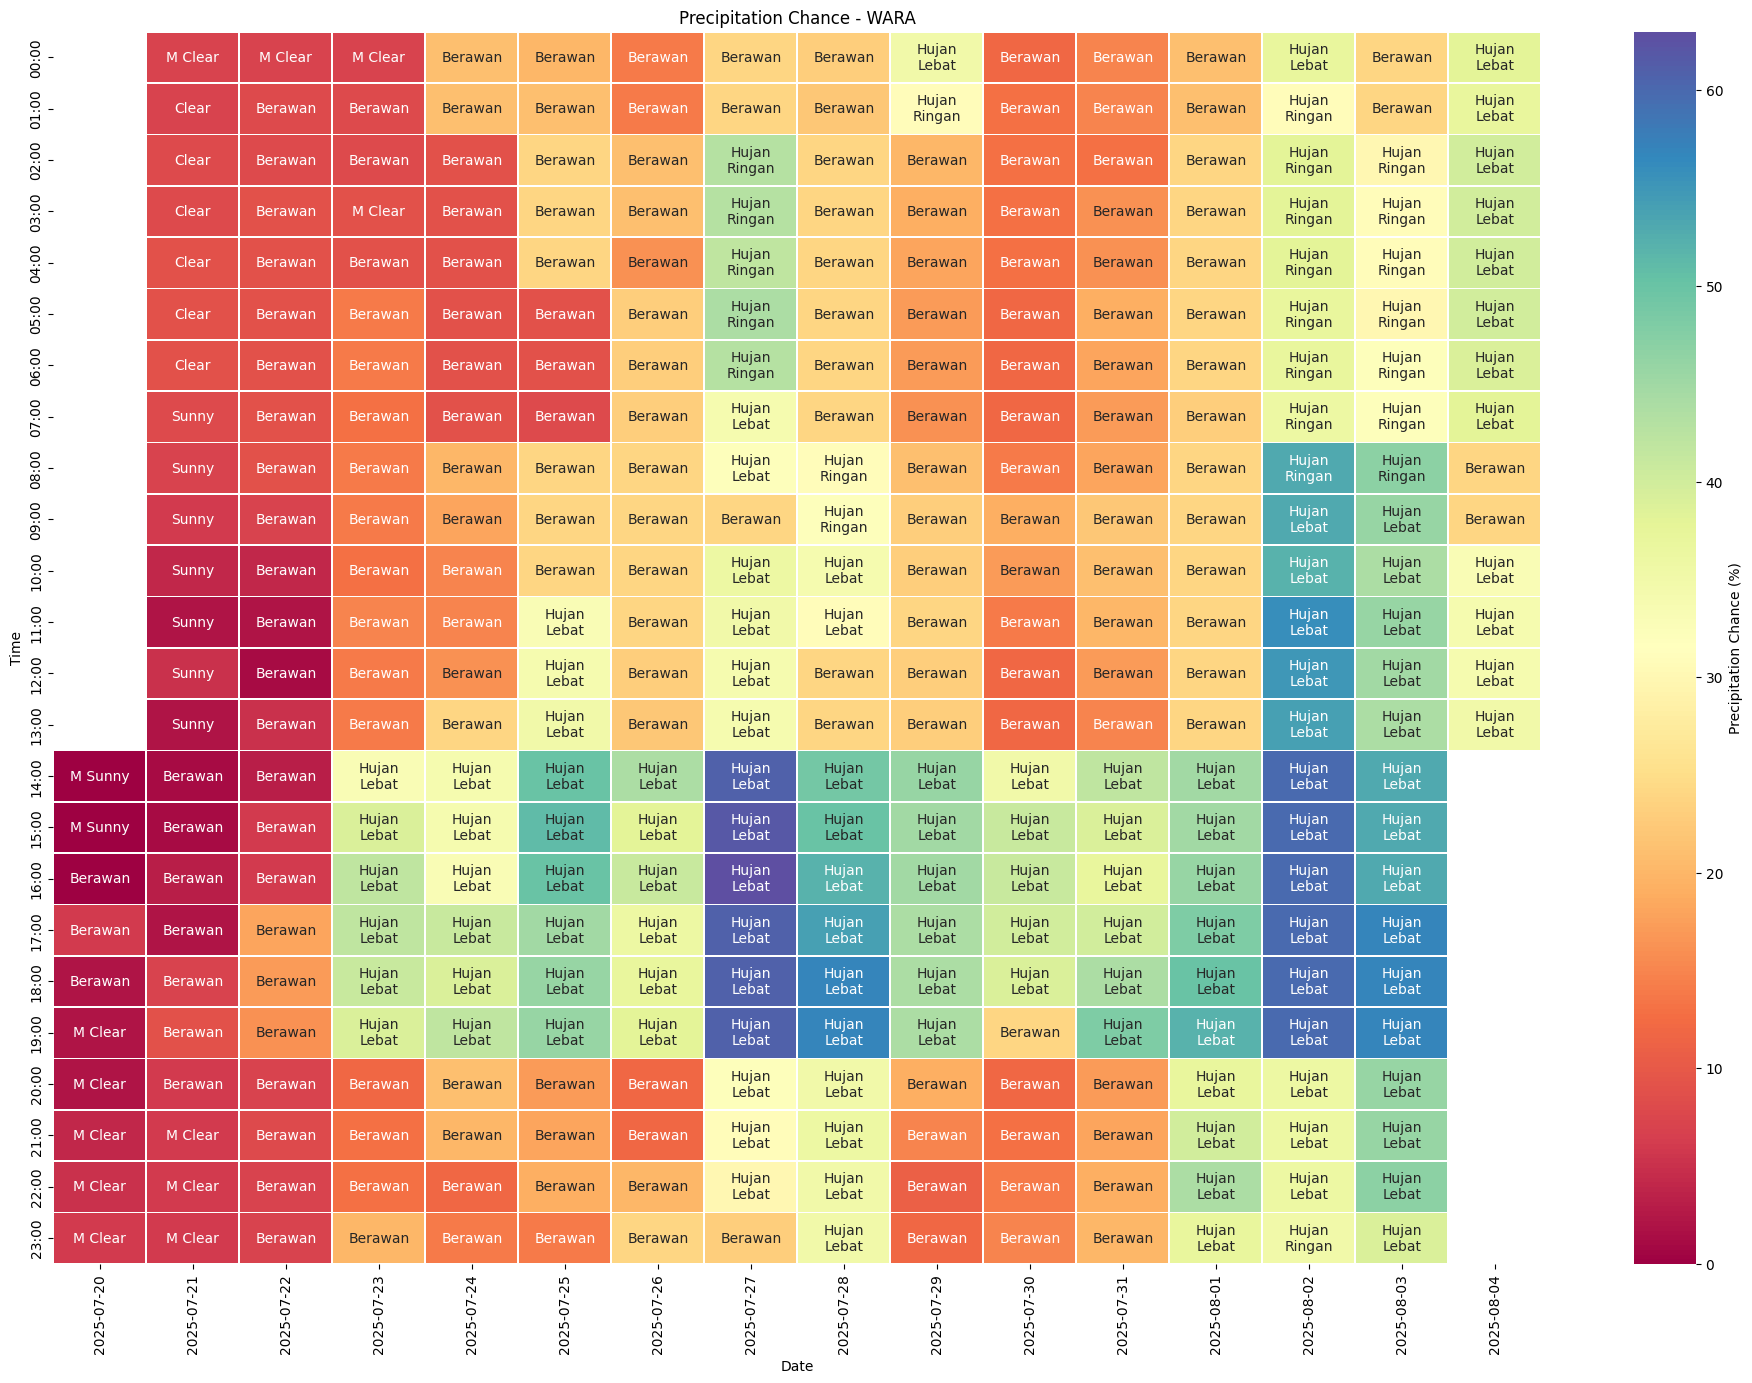 Precipitation Chance - WARA
00:00 M Clear M Clear M Clear Berawan Berawan Berawan Berawan Berawan Hujan Lebat Berawan Berawan Berawan Hujan Lebat Berawan Hujan Lebat
01:00 Clear Berawan Berawan Berawan Berawan Berawan Berawan Berawan Hujan Ringan Berawan Berawan Berawan Hujan Ringan Berawan Hujan Lebat
02:00 Clear Berawan Berawan Berawan Berawan Berawan Hujan Ringan Berawan Berawan Berawan Berawan Berawan Hujan Ringan Hujan Ringan Hujan Lebat
03:00 Clear Berawan M Clear Berawan Berawan Berawan Hujan Ringan Berawan Berawan Berawan Berawan Berawan Hujan Ringan Hujan Ringan Hujan Lebat
04:00 Clear Berawan Berawan Berawan Berawan Berawan Hujan Ringan Berawan Berawan Berawan Berawan Berawan Hujan Ringan Hujan Ringan Hujan Lebat
05:00 Clear Berawan Berawan Berawan Berawan Berawan Hujan Ringan Berawan Berawan Berawan Berawan Berawan Hujan Ringan Hujan Ringan Hujan Lebat
06:00 Clear Berawan Berawan Berawan Berawan Berawan Hujan Ringan Berawan Berawan Berawan Berawan Berawan Hujan Ringan Hujan Ringan Hujan Lebat
07:00 Sunny Berawan Berawan Berawan Berawan Berawan Hujan Lebat Berawan Berawan Berawan Berawan Berawan Hujan Ringan Hujan Ringan Hujan Lebat
08:00 Sunny Berawan Berawan Berawan Berawan Berawan Hujan Lebat Hujan Ringan Berawan Berawan Berawan Berawan Hujan Ringan Hujan Ringan Berawan
09:00 Sunny Berawan Berawan Berawan Berawan Berawan Berawan Hujan Ringan Berawan Berawan Berawan Berawan Hujan Lebat Hujan Lebat Berawan
10:00 Sunny Berawan Berawan Berawan Berawan Berawan Hujan Lebat Hujan Lebat Berawan Berawan Berawan Berawan Hujan Lebat Hujan Lebat Hujan Lebat
11:00 Sunny Berawan Berawan Berawan Hujan Lebat Berawan Hujan Lebat Hujan Lebat Berawan Berawan Berawan Berawan Hujan Lebat Hujan Lebat Hujan Lebat
12:00 Sunny Berawan Berawan Berawan Hujan Lebat Berawan Hujan Lebat Berawan Berawan Berawan Berawan Berawan Hujan Lebat Hujan Lebat Hujan Lebat
13:00 Sunny Berawan Berawan Berawan Hujan Lebat Berawan Hujan Lebat Berawan Berawan Berawan Berawan Berawan Hujan Lebat Hujan Lebat Hujan Lebat
14:00 M Sunny Berawan Berawan Hujan Lebat Hujan Lebat Hujan Lebat Hujan Lebat Hujan Lebat Hujan Lebat Hujan Lebat Hujan Lebat Hujan Lebat Hujan Lebat Hujan Lebat Hujan Lebat
15:00 M Sunny Berawan Berawan Hujan Lebat Hujan Lebat Hujan Lebat Hujan Lebat Hujan Lebat Hujan Lebat Hujan Lebat Hujan Lebat Hujan Lebat Hujan Lebat Hujan Lebat Hujan Lebat
16:00 Berawan Berawan Berawan Hujan Lebat Hujan Lebat Hujan Lebat Hujan Lebat Hujan Lebat Hujan Lebat Hujan Lebat Hujan Lebat Hujan Lebat Hujan Lebat Hujan Lebat Hujan Lebat
17:00 Berawan Berawan Berawan Hujan Lebat Hujan Lebat Hujan Lebat Hujan Lebat Hujan Lebat Hujan Lebat Hujan Lebat Hujan Lebat Hujan Lebat Hujan Lebat Hujan Lebat Hujan Lebat
18:00 Berawan Berawan Berawan Hujan Lebat Hujan Lebat Hujan Lebat Hujan Lebat Hujan Lebat Hujan Lebat Hujan Lebat Hujan Lebat Hujan Lebat Hujan Lebat Hujan Lebat Hujan Lebat
19:00 M Clear Berawan Berawan Hujan Lebat Hujan Lebat Hujan Lebat Hujan Lebat Hujan Lebat Hujan Lebat Hujan Lebat Berawan Hujan Lebat Hujan Lebat Hujan Lebat Hujan Lebat
20:00 M Clear Berawan Berawan Berawan Berawan Berawan Berawan Hujan Lebat Hujan Lebat Berawan Berawan Berawan Hujan Lebat Hujan Lebat Hujan Lebat
21:00 M Clear M Clear Berawan Berawan Berawan Berawan Berawan Hujan Lebat Hujan Lebat Berawan Berawan Berawan Hujan Lebat Hujan Lebat Hujan Lebat
22:00 M Clear M Clear Berawan Berawan Berawan Berawan Berawan Hujan Lebat Hujan Lebat Berawan Berawan Berawan Hujan Lebat Hujan Lebat Hujan Lebat
23:00 M Clear M Clear Berawan Berawan Berawan Berawan Berawan Berawan Hujan Lebat Berawan Berawan Berawan Hujan Lebat Hujan Ringan Hujan Lebat
2025-07-20 2025-07-21 2025-07-22 2025-07-23 2025-07-24 2025-07-25 2025-07-26 2025-07-27 2025-07-28 2025-07-29 2025-07-30 2025-07-31 2025-08-01 2025-08-02 2025-08-03 2025-08-04
Date
Time
60
50
40
30
20
10
0
Precipitation Chance (%)